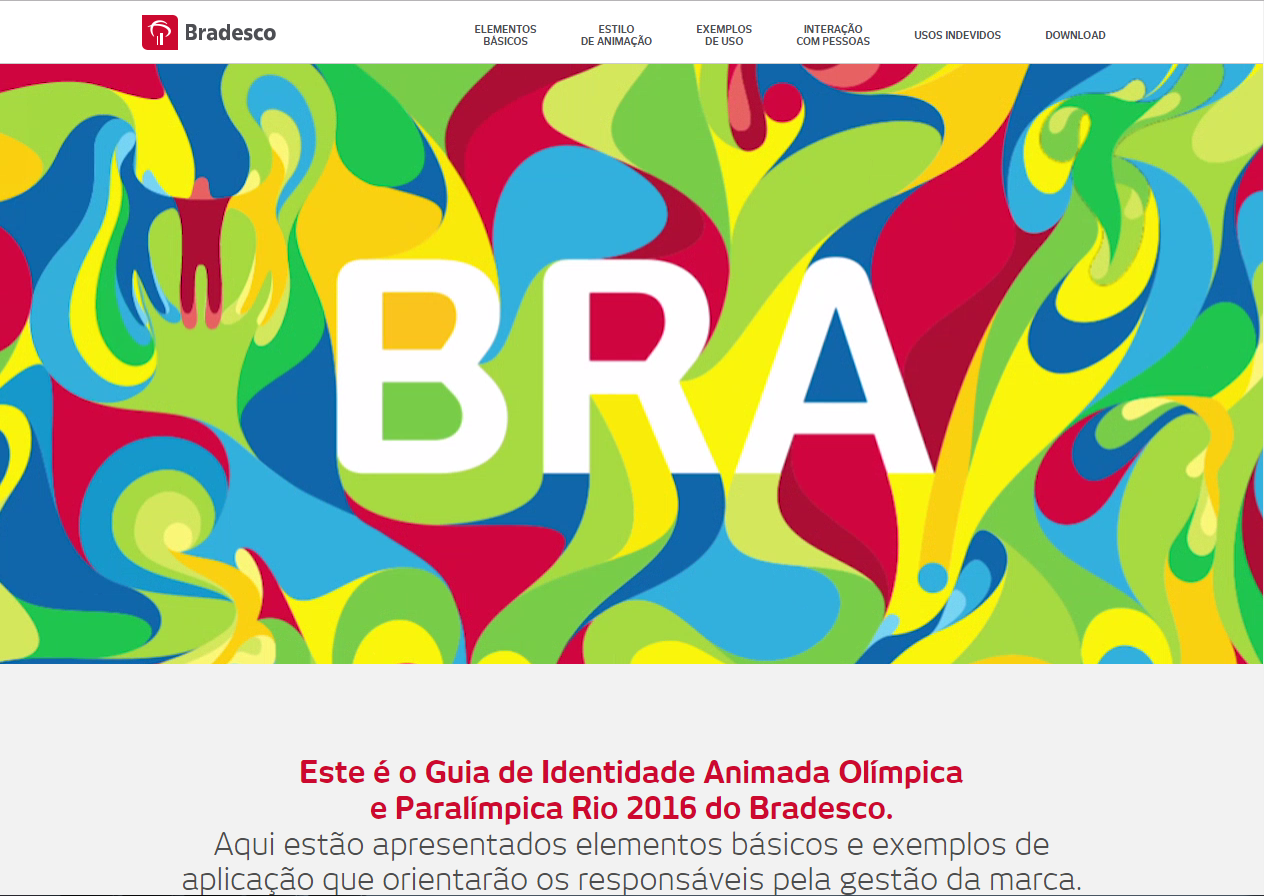 Bradesco
ELEMENTOS
BÁSICOS
ESTILO
DE ANIMAÇÃO
EXEMPLOS
DE USO
INTERAÇÃO
COM PESSOAS
USOS INDEVIDOS
DOWNLOAD
BRA
Este é o Guia de Identidade Animada Olímpica
e Paralímpica Rio 2016 do Bradesco.
Aqui estão apresentados elementos básicos e exemplos de
aplicação que orientarão os responsáveis pela gestão da marca.